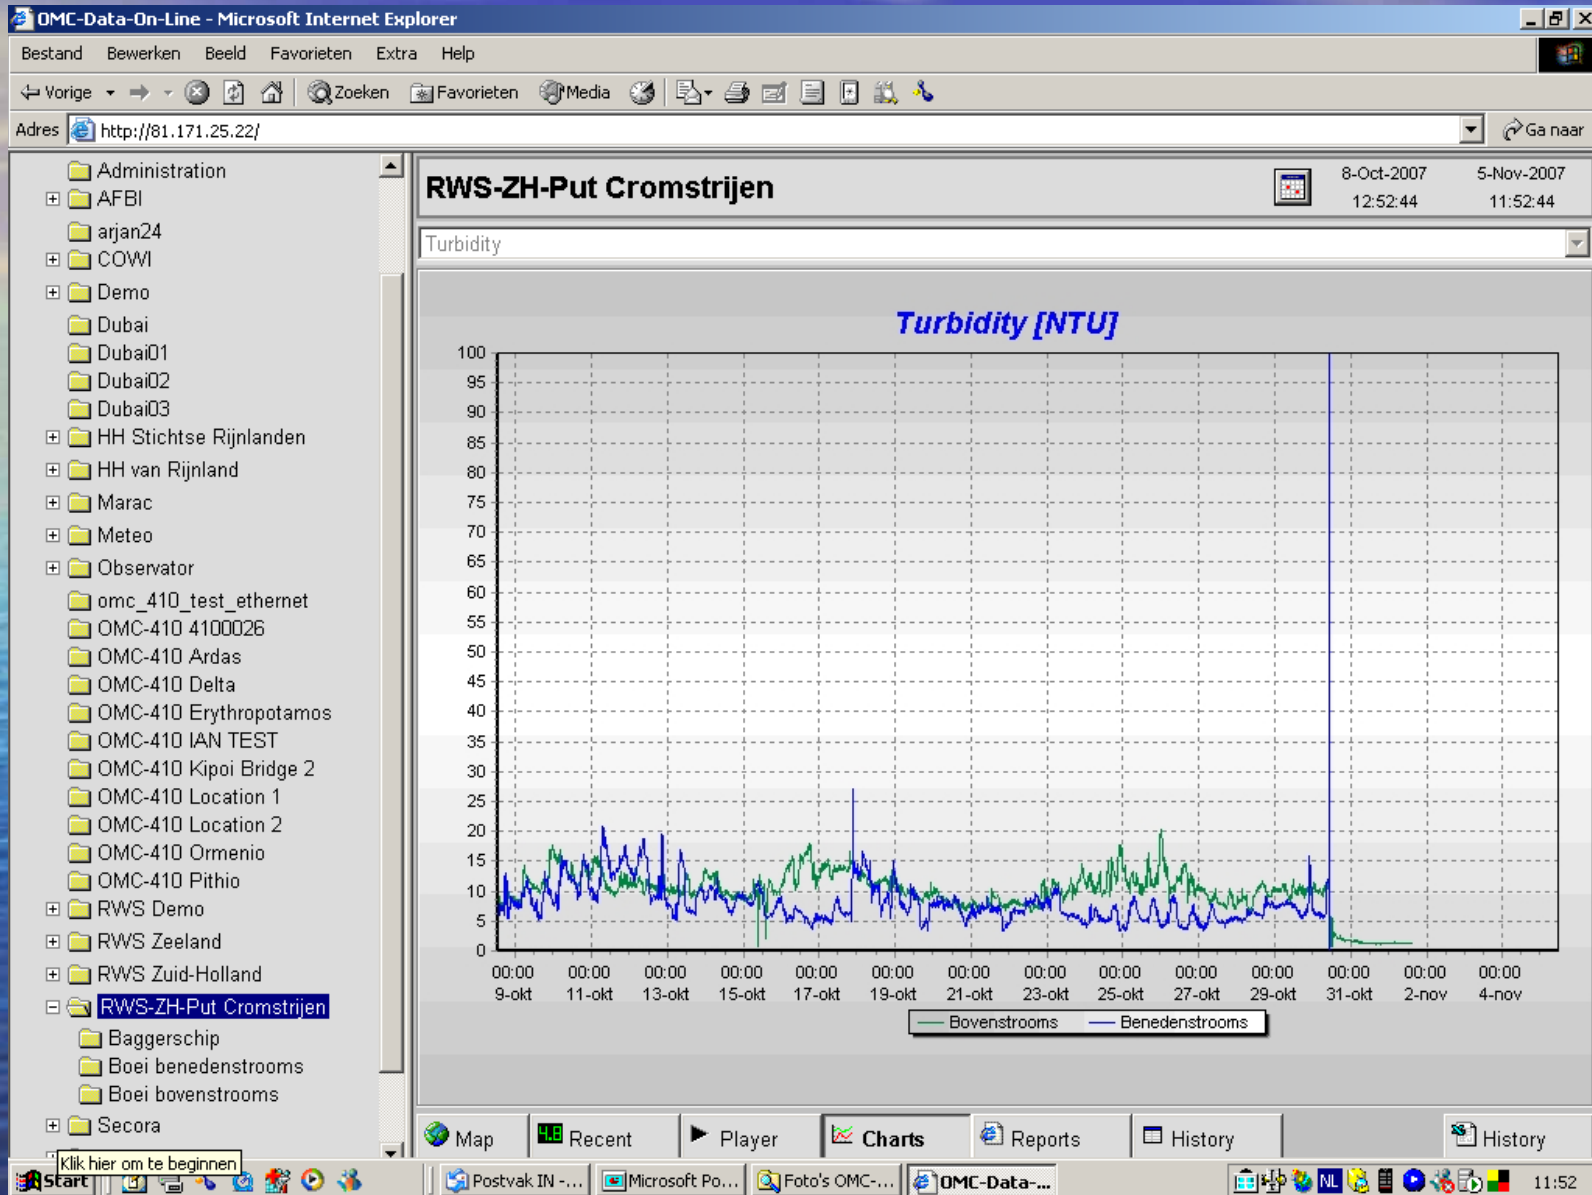 OMC-Data-On-Line - Microsoft Internet Explorer
Bestand Bewerken Beeld Favorieten Extra Help
Vorige Zoeken Favorieten Media
Adres http://81.171.25.22/ Ga naar
Administration
AFBI
arjan24
COWI
Demo
Dubai
Dubai01
Dubai02
Dubai03
HH Stichtse Rijnlanden
HH van Rijnland
Marac
Meteo
Observator
omc_410_test_ethernet
OMC-410 4100026
OMC-410 Ardas
OMC-410 Delta
OMC-410 Erythropotamos
OMC-410 IAN TEST
OMC-410 Kipoi Bridge 2
OMC-410 Location 1
OMC-410 Location 2
OMC-410 Ormenio
OMC-410 Pithio
RWS Demo
RWS Zeeland
RWS Zuid-Holland
RWS-ZH-Put Cromstrijen
Baggerschip
Boei benedenstrooms
Boei bovenstrooms
Secora
Klik hier om te beginnen
RWS-ZH-Put Cromstrijen
8-Oct-2007 5-Nov-2007
12:52:44 11:52:44
Turbidity
Turbidity [NTU]
100
95
90
85
80
75
70
65
60
55
50
45
40
35
30
25
20
15
10
5
0
00:00 00:00 00:00 00:00 00:00 00:00 00:00 00:00 00:00 00:00 00:00 00:00 00:00 00:00
9-okt 11-okt 13-okt 15-okt 17-okt 19-okt 21-okt 23-okt 25-okt 27-okt 29-okt 31-okt 2-nov 4-nov
Bovenstrooms Benedenstrooms
Map 4.8 Recent Player Charts Reports History History
Start Postvak IN -... Microsoft Po... Foto's OMC-... OMC-Data-... NL 11:52